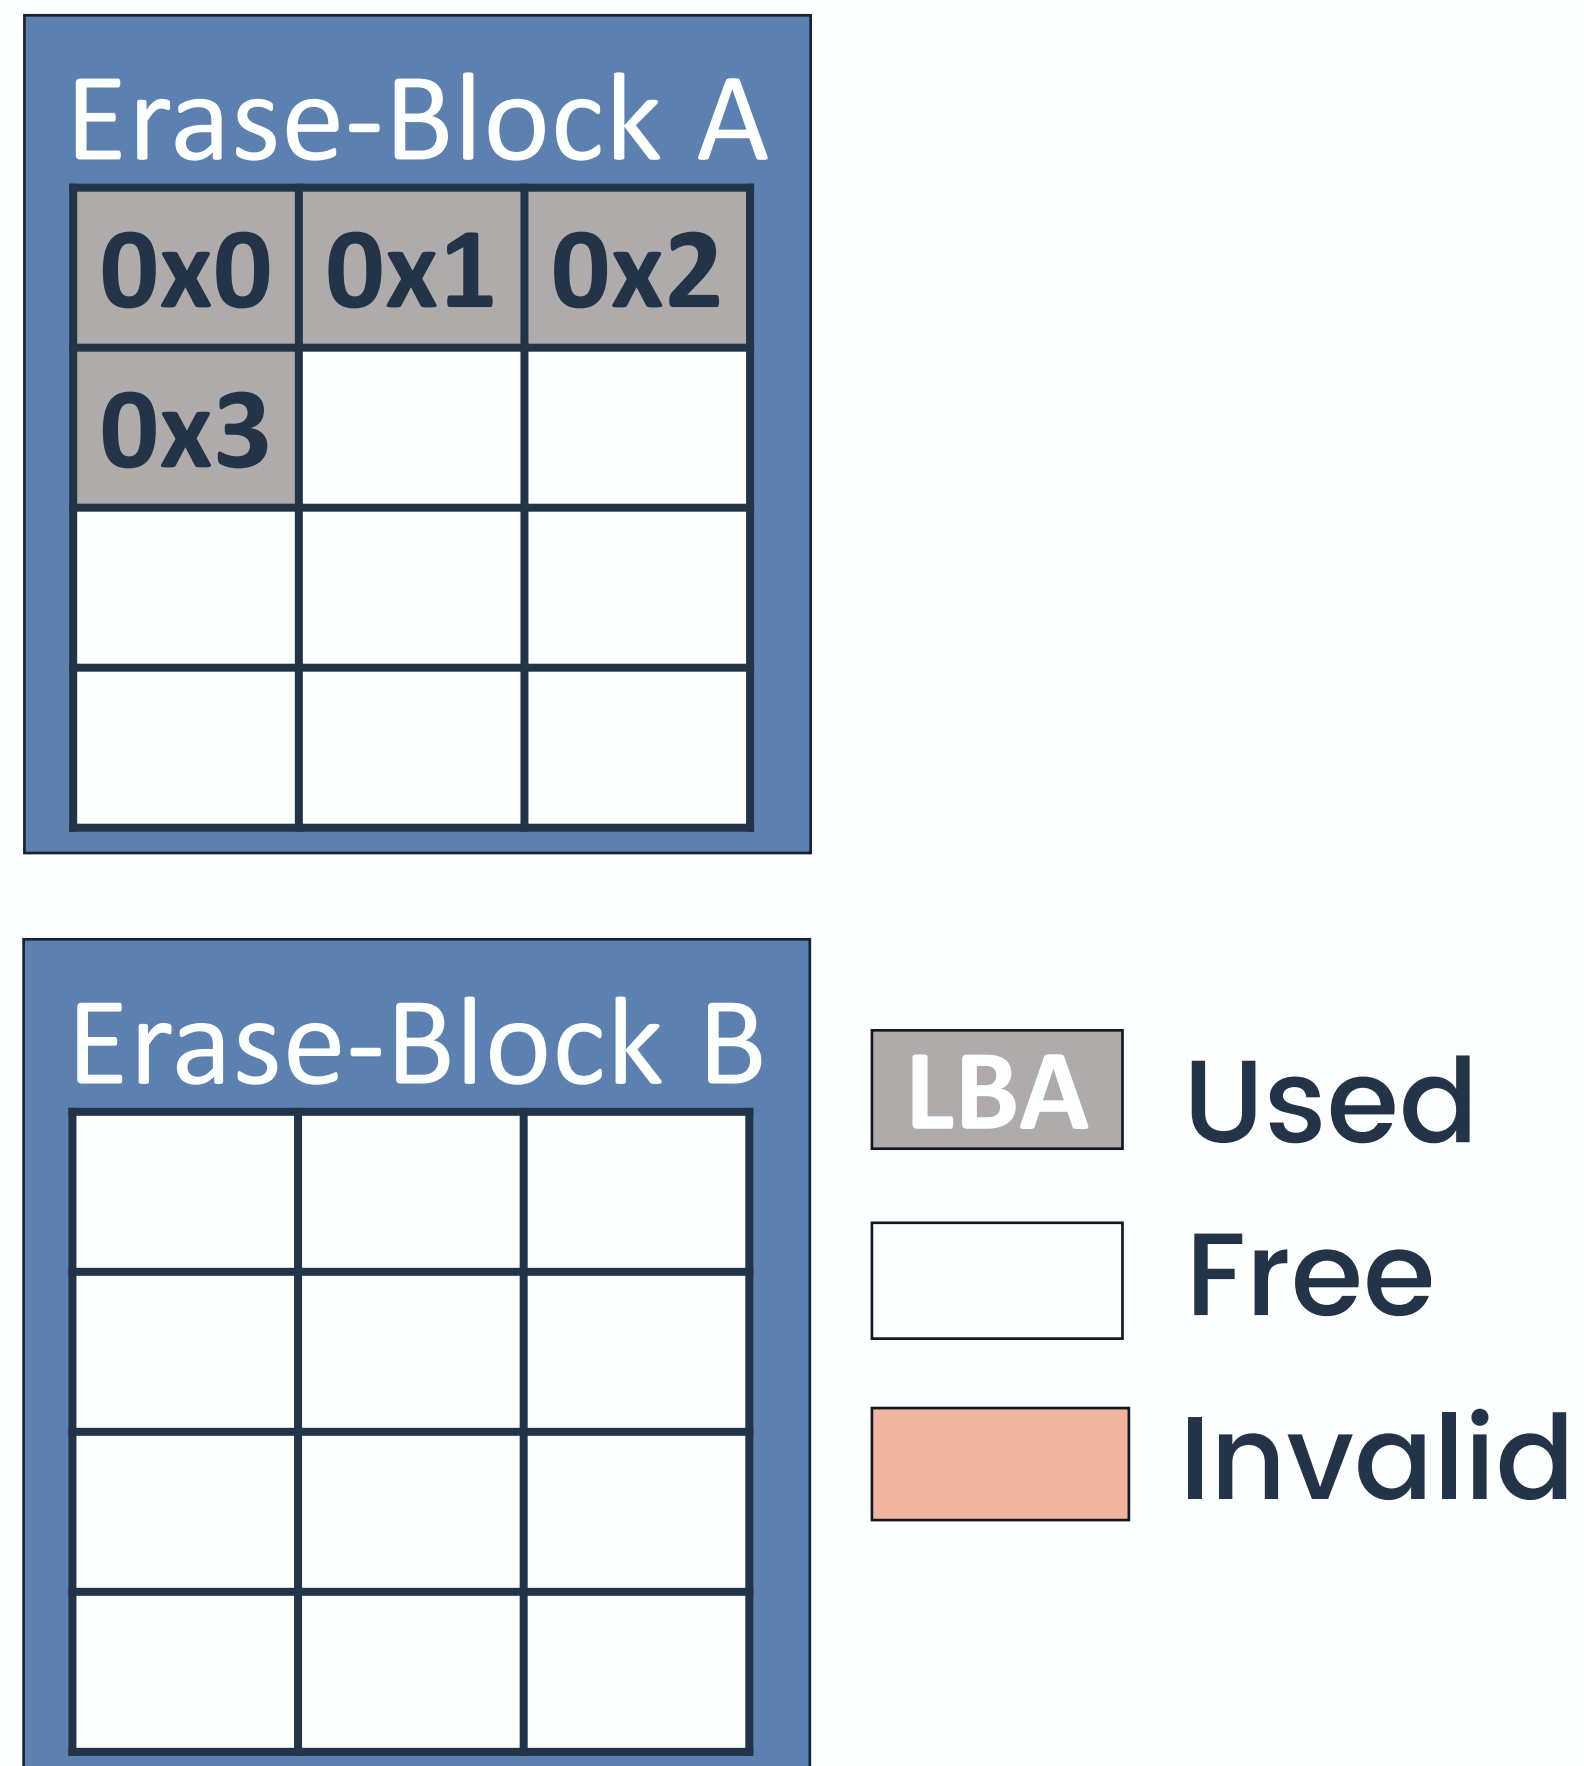 Erase-Block A
0x0 0x1 0x2
0x3
Erase-Block B
LBA Used
Free
Invalid